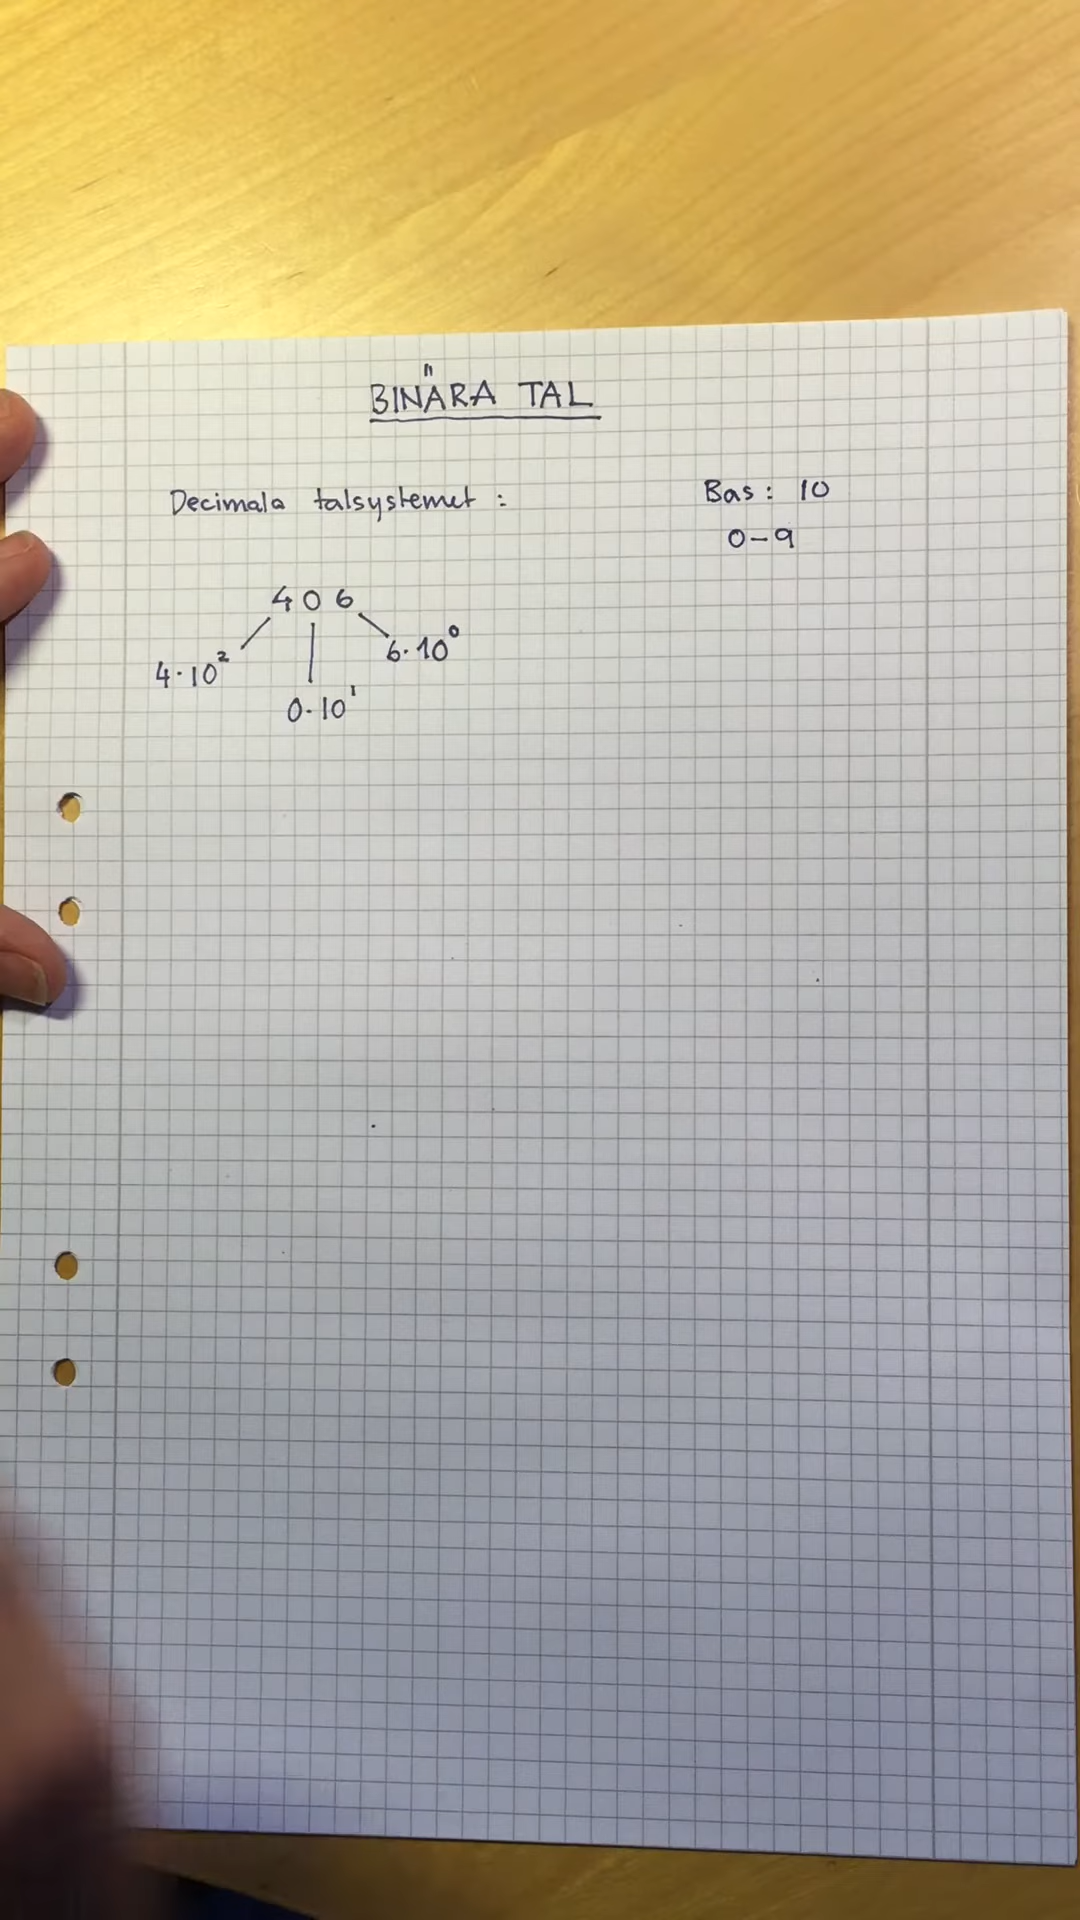 BINÄRA TAL
Decimala talsystemet :
Bas: 10
0-9
406
4·10²
0·10¹
6·10⁰